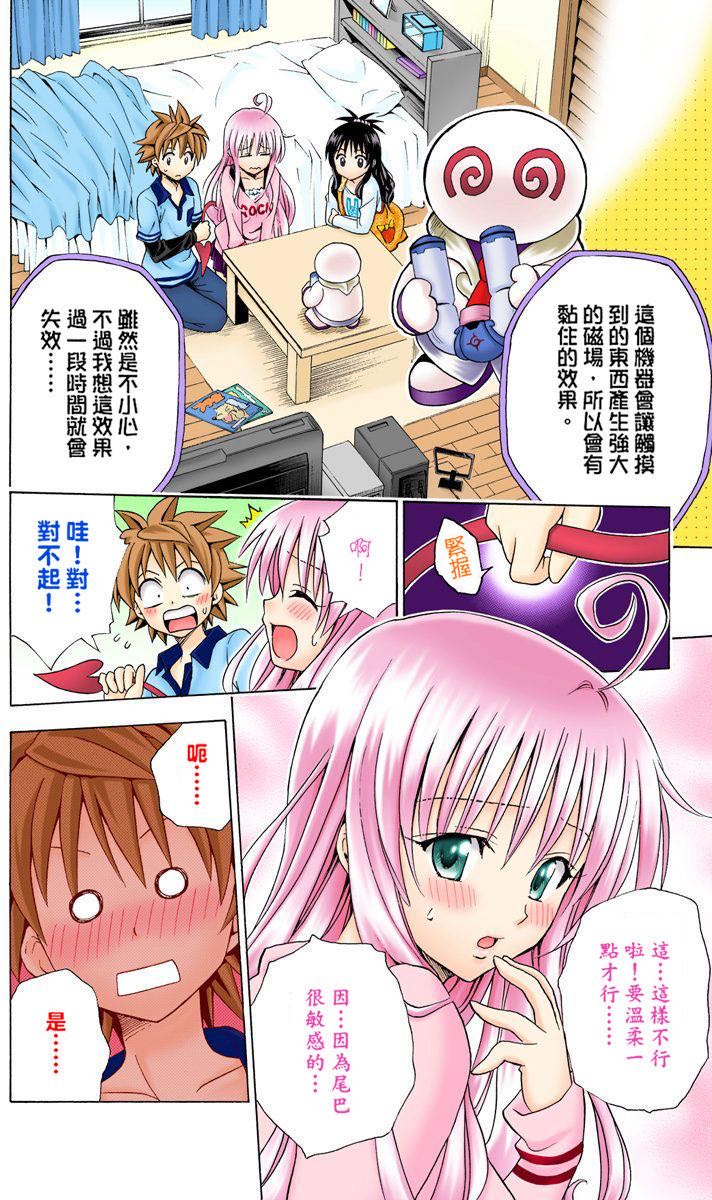 這個機器會讓觸摸
到的東西產生強大
的磁場，所以會有
黏住的效果。
雖然是不小心，
不過我想這效果
過一段時間就會
失效……
ROCK
緊握
啊！
哇！對…
對不起！
這…這樣不行
啦！要溫柔一
點才行……
因…因為尾巴
很敏感的…
呃……
是……